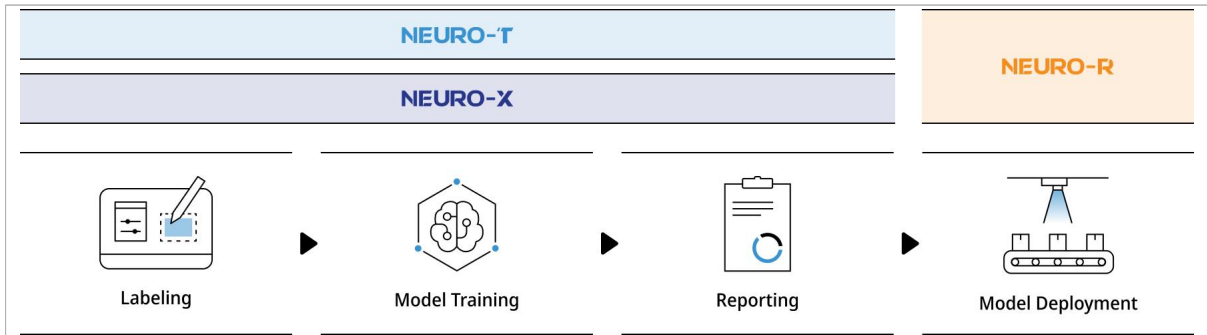 NEURO-T
NEURO-R
NEURO-X
Labeling
Model Training
Reporting
Model Deployment